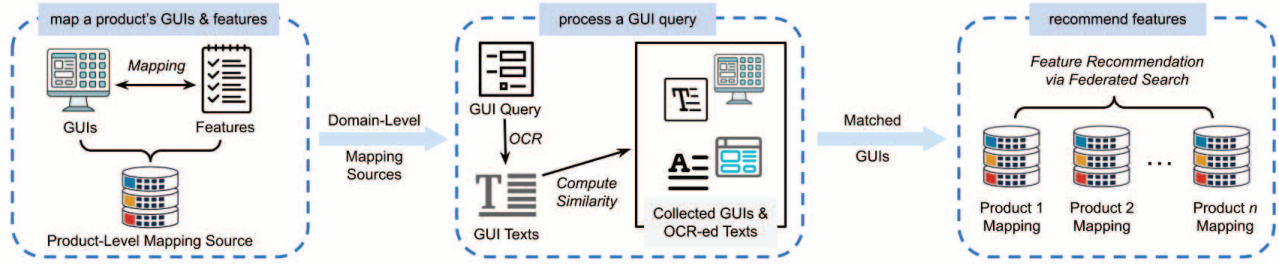 map a product's GUIs & features
Mapping
GUIs
Features
Product-Level Mapping Source
Domain-Level
Mapping
Sources
process a GUI query
GUI Query
OCR
GUI Texts
Compute
Similarity
Collected GUIs &
OCR-ed Texts
Matched
GUIs
recommend features
Feature Recommendation
via Federated Search
...
Product 1
Mapping
Product 2
Mapping
Product n
Mapping